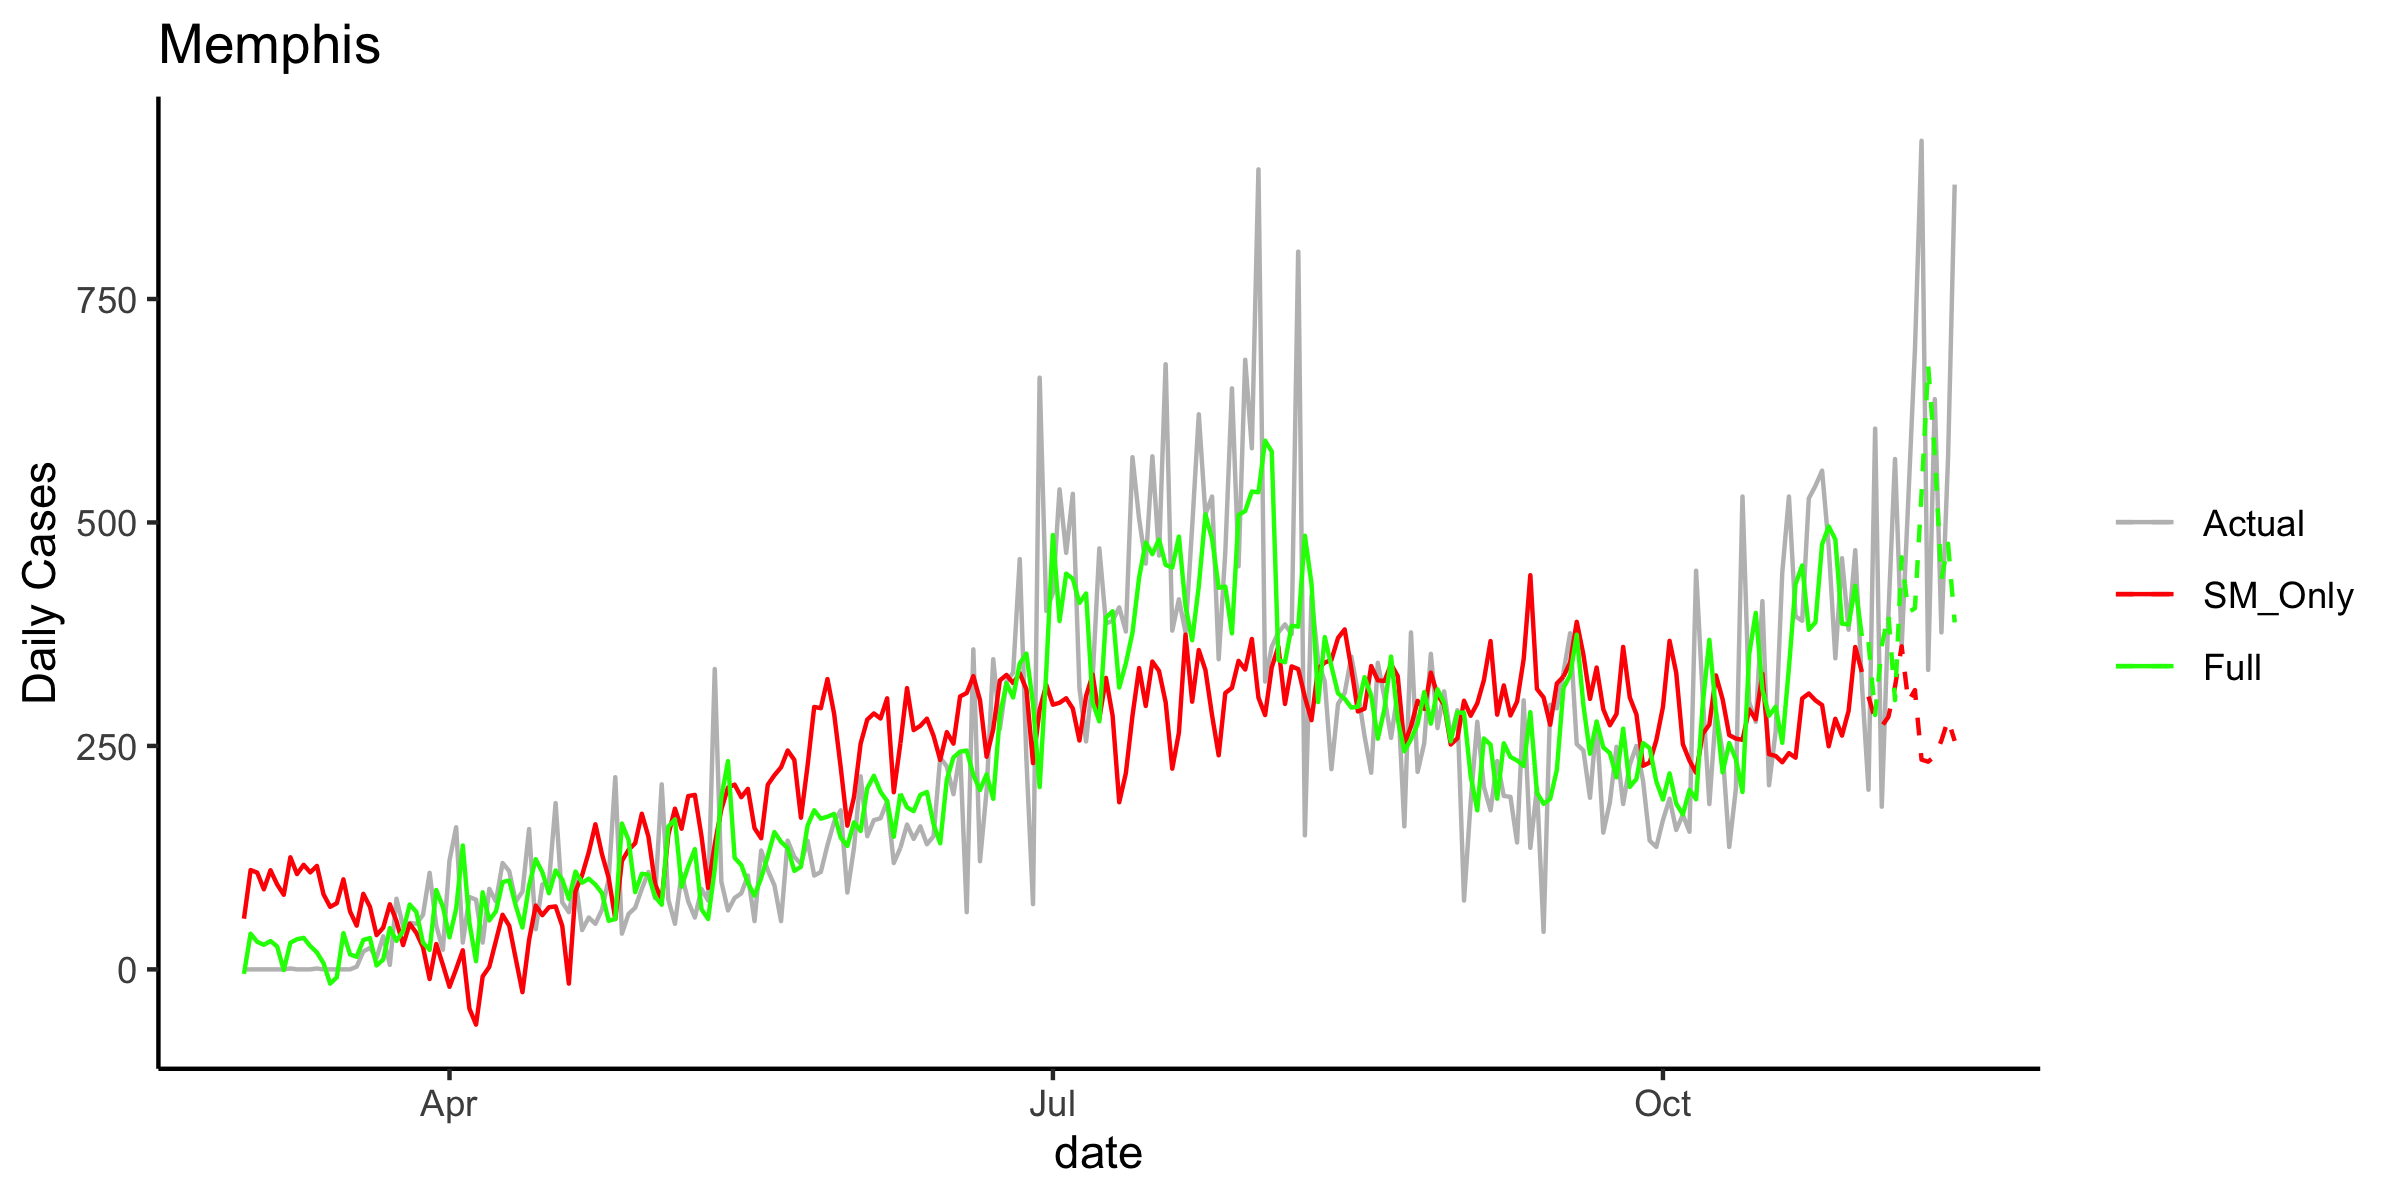 Memphis
Daily Cases
750
500
250
0
Apr
Jul
Oct
date
Actual
SM_Only
Full